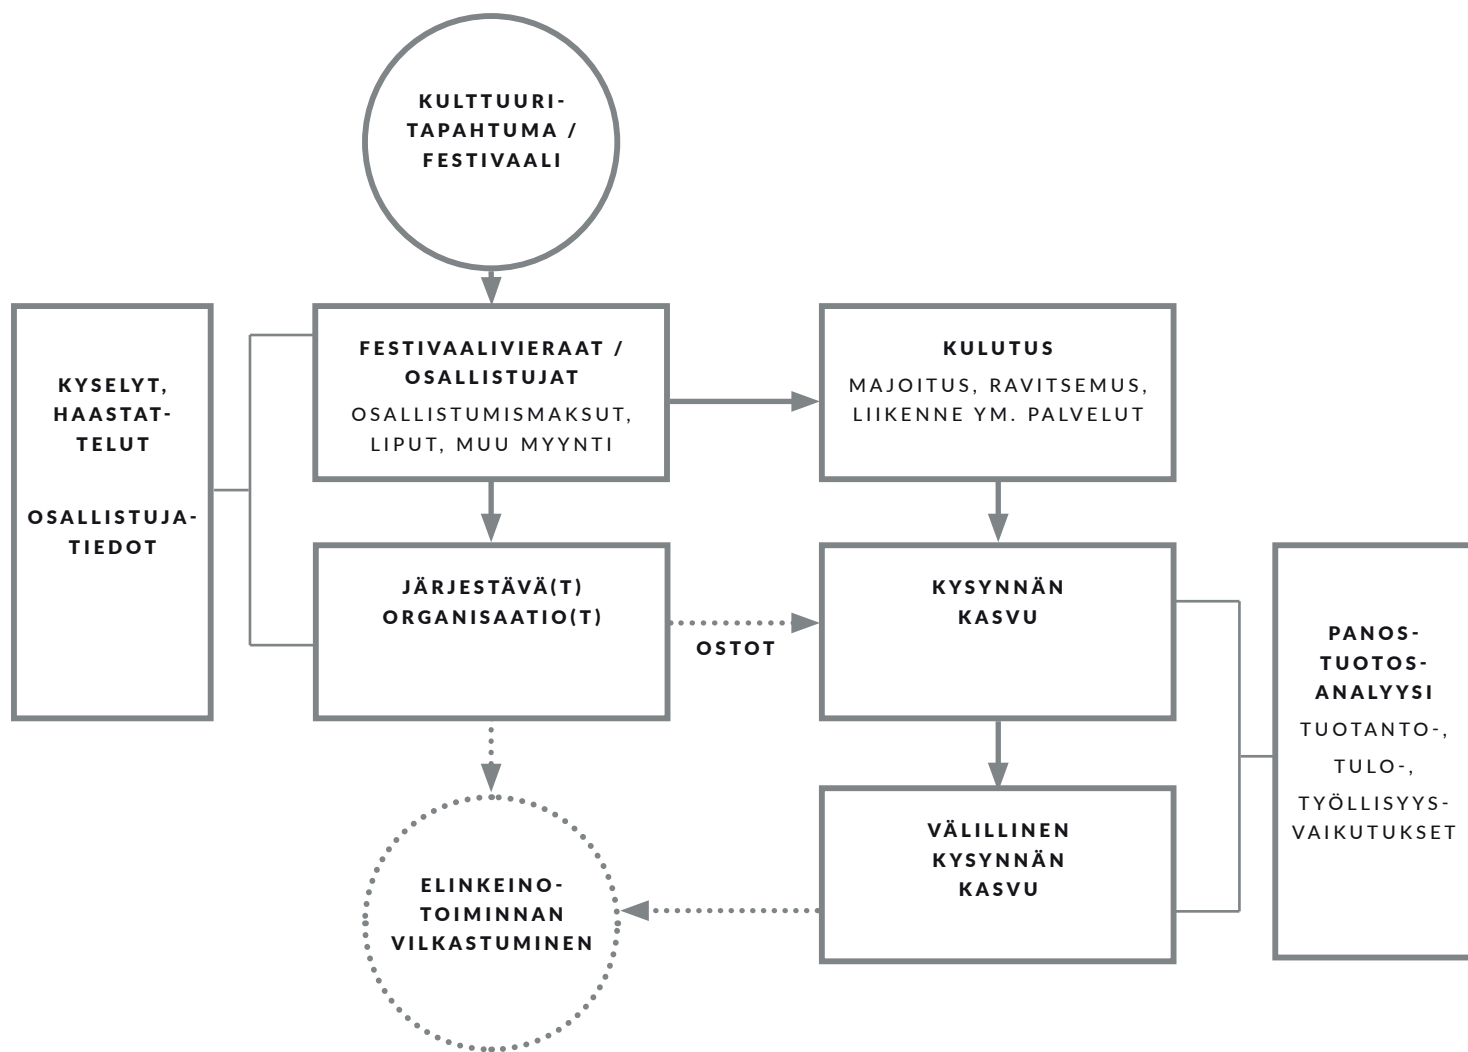 KULTTUURI-
TAPAHTUMA /
FESTIVAALI
KYSELYT,
HAASTAT-
TELUT
OSALLISTUJA-
TIEDOT
FESTIVAALIVIERAAT /
OSALLISTUJAT
OSALLISTUMISMAKSUT,
LIPUT, MUU MYYNTI
KULUTUS
MAJOITUS, RAVITSEMUS,
LIIKENNE YM. PALVELUT
JÄRJESTÄVÄ(T)
ORGANISAATIO(T)
OSTOT
KYSYNNÄN
KASVU
PANOS-
TUOTOS-
ANALYYSI
TUOTANTO-,
TULO-,
TYÖLLISYYS-
VAIKUTUKSET
VÄLILLINEN
KYSYNNÄN
KASVU
ELINKEINO-
TOIMINNAN
VILKASTUMINEN